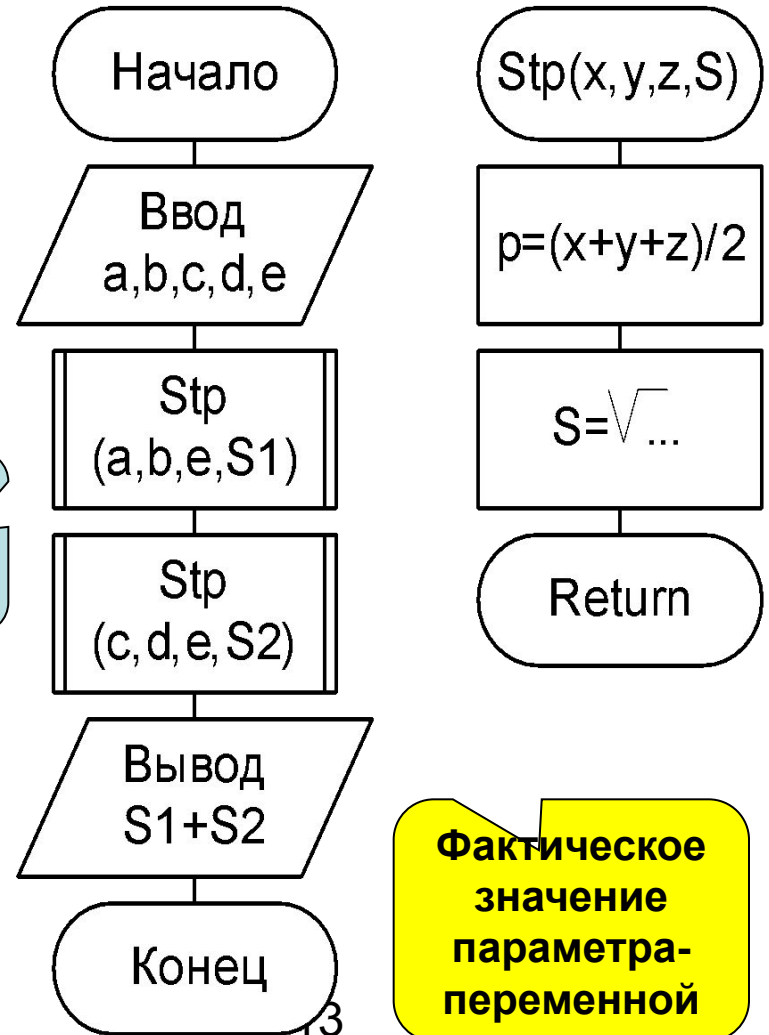 Начало
Ввод
a,b,c,d,e
Stp
(a,b,e,S1)
Stp
(c,d,e,S2)
Вывод
S1+S2
Конец
Stp(x,y,z,S)
p=(x+y+z)/2
S=√...
Return
Фактическое
значение
параметра-
переменной
13